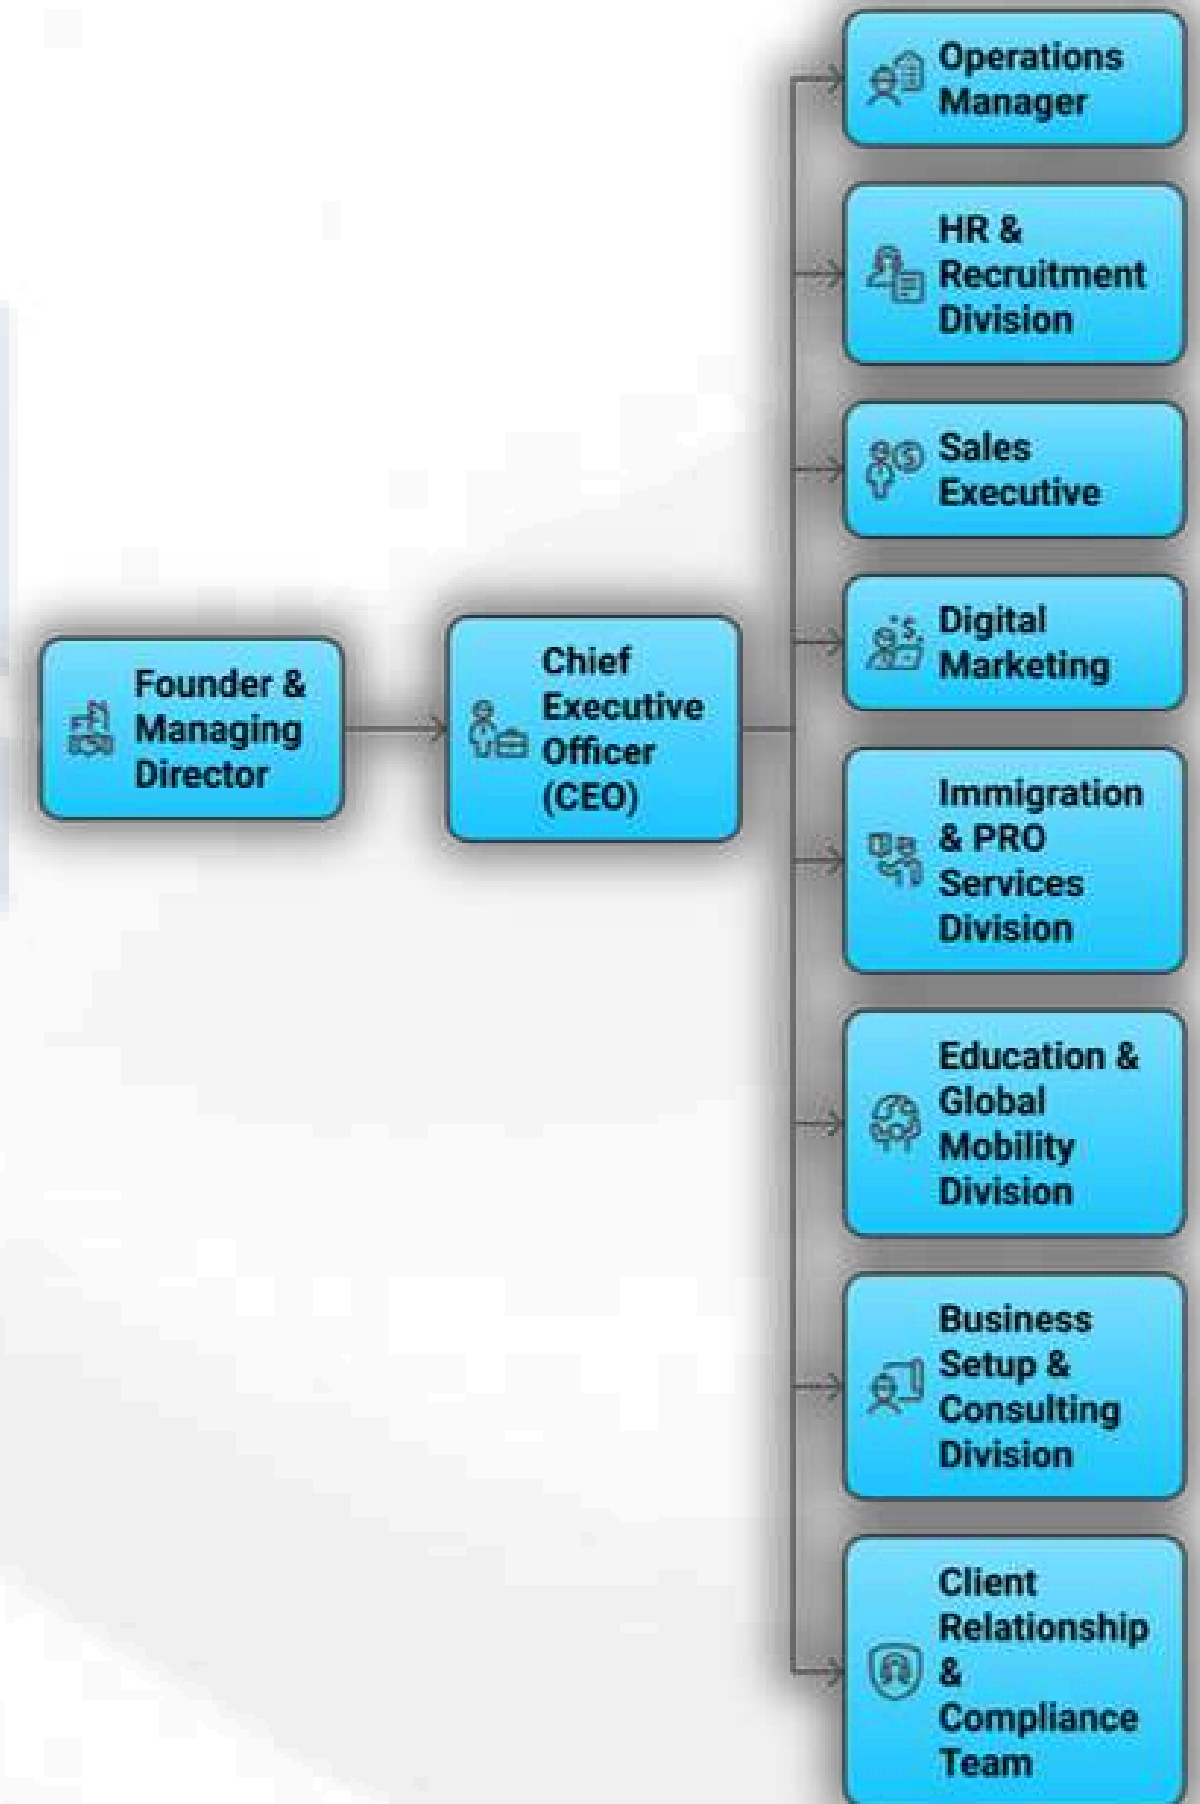 Operations
Manager
HR &
Recruitment
Division
Sales
Executive
Digital
Marketing
Founder &
Managing
Director
Chief
Executive
Officer
(CEO)
Immigration
& PRO
Services
Division
Education &
Global
Mobility
Division
Business
Setup &
Consulting
Division
Client
Relationship
&
Compliance
Team